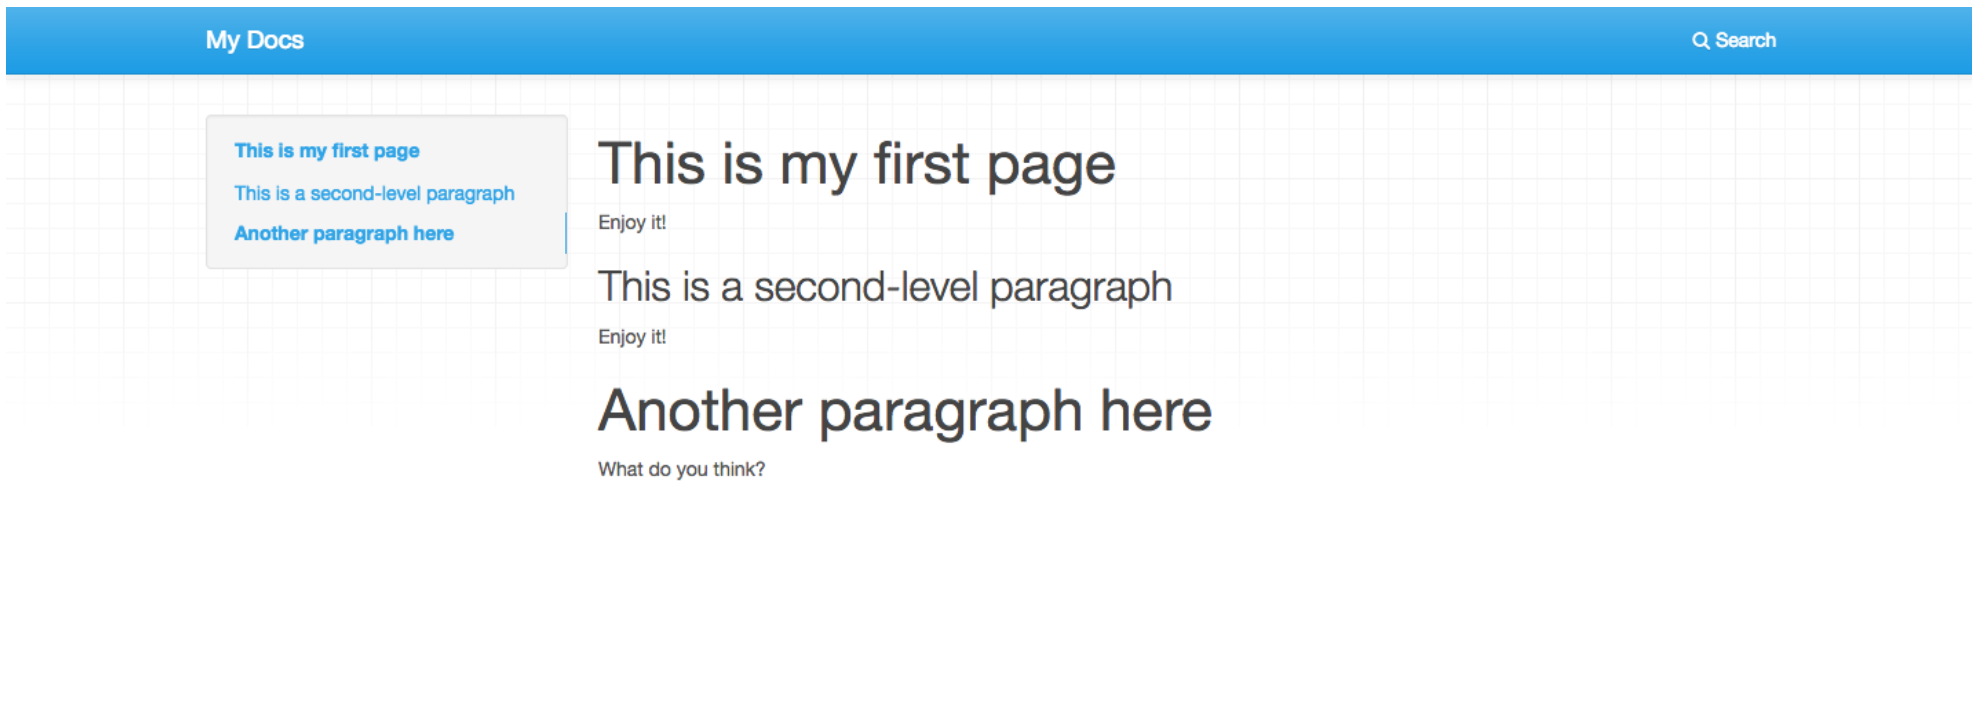 My Docs
Search
This is my first page
This is a second-level paragraph
Another paragraph here
This is my first page
Enjoy it!
This is a second-level paragraph
Enjoy it!
Another paragraph here
What do you think?